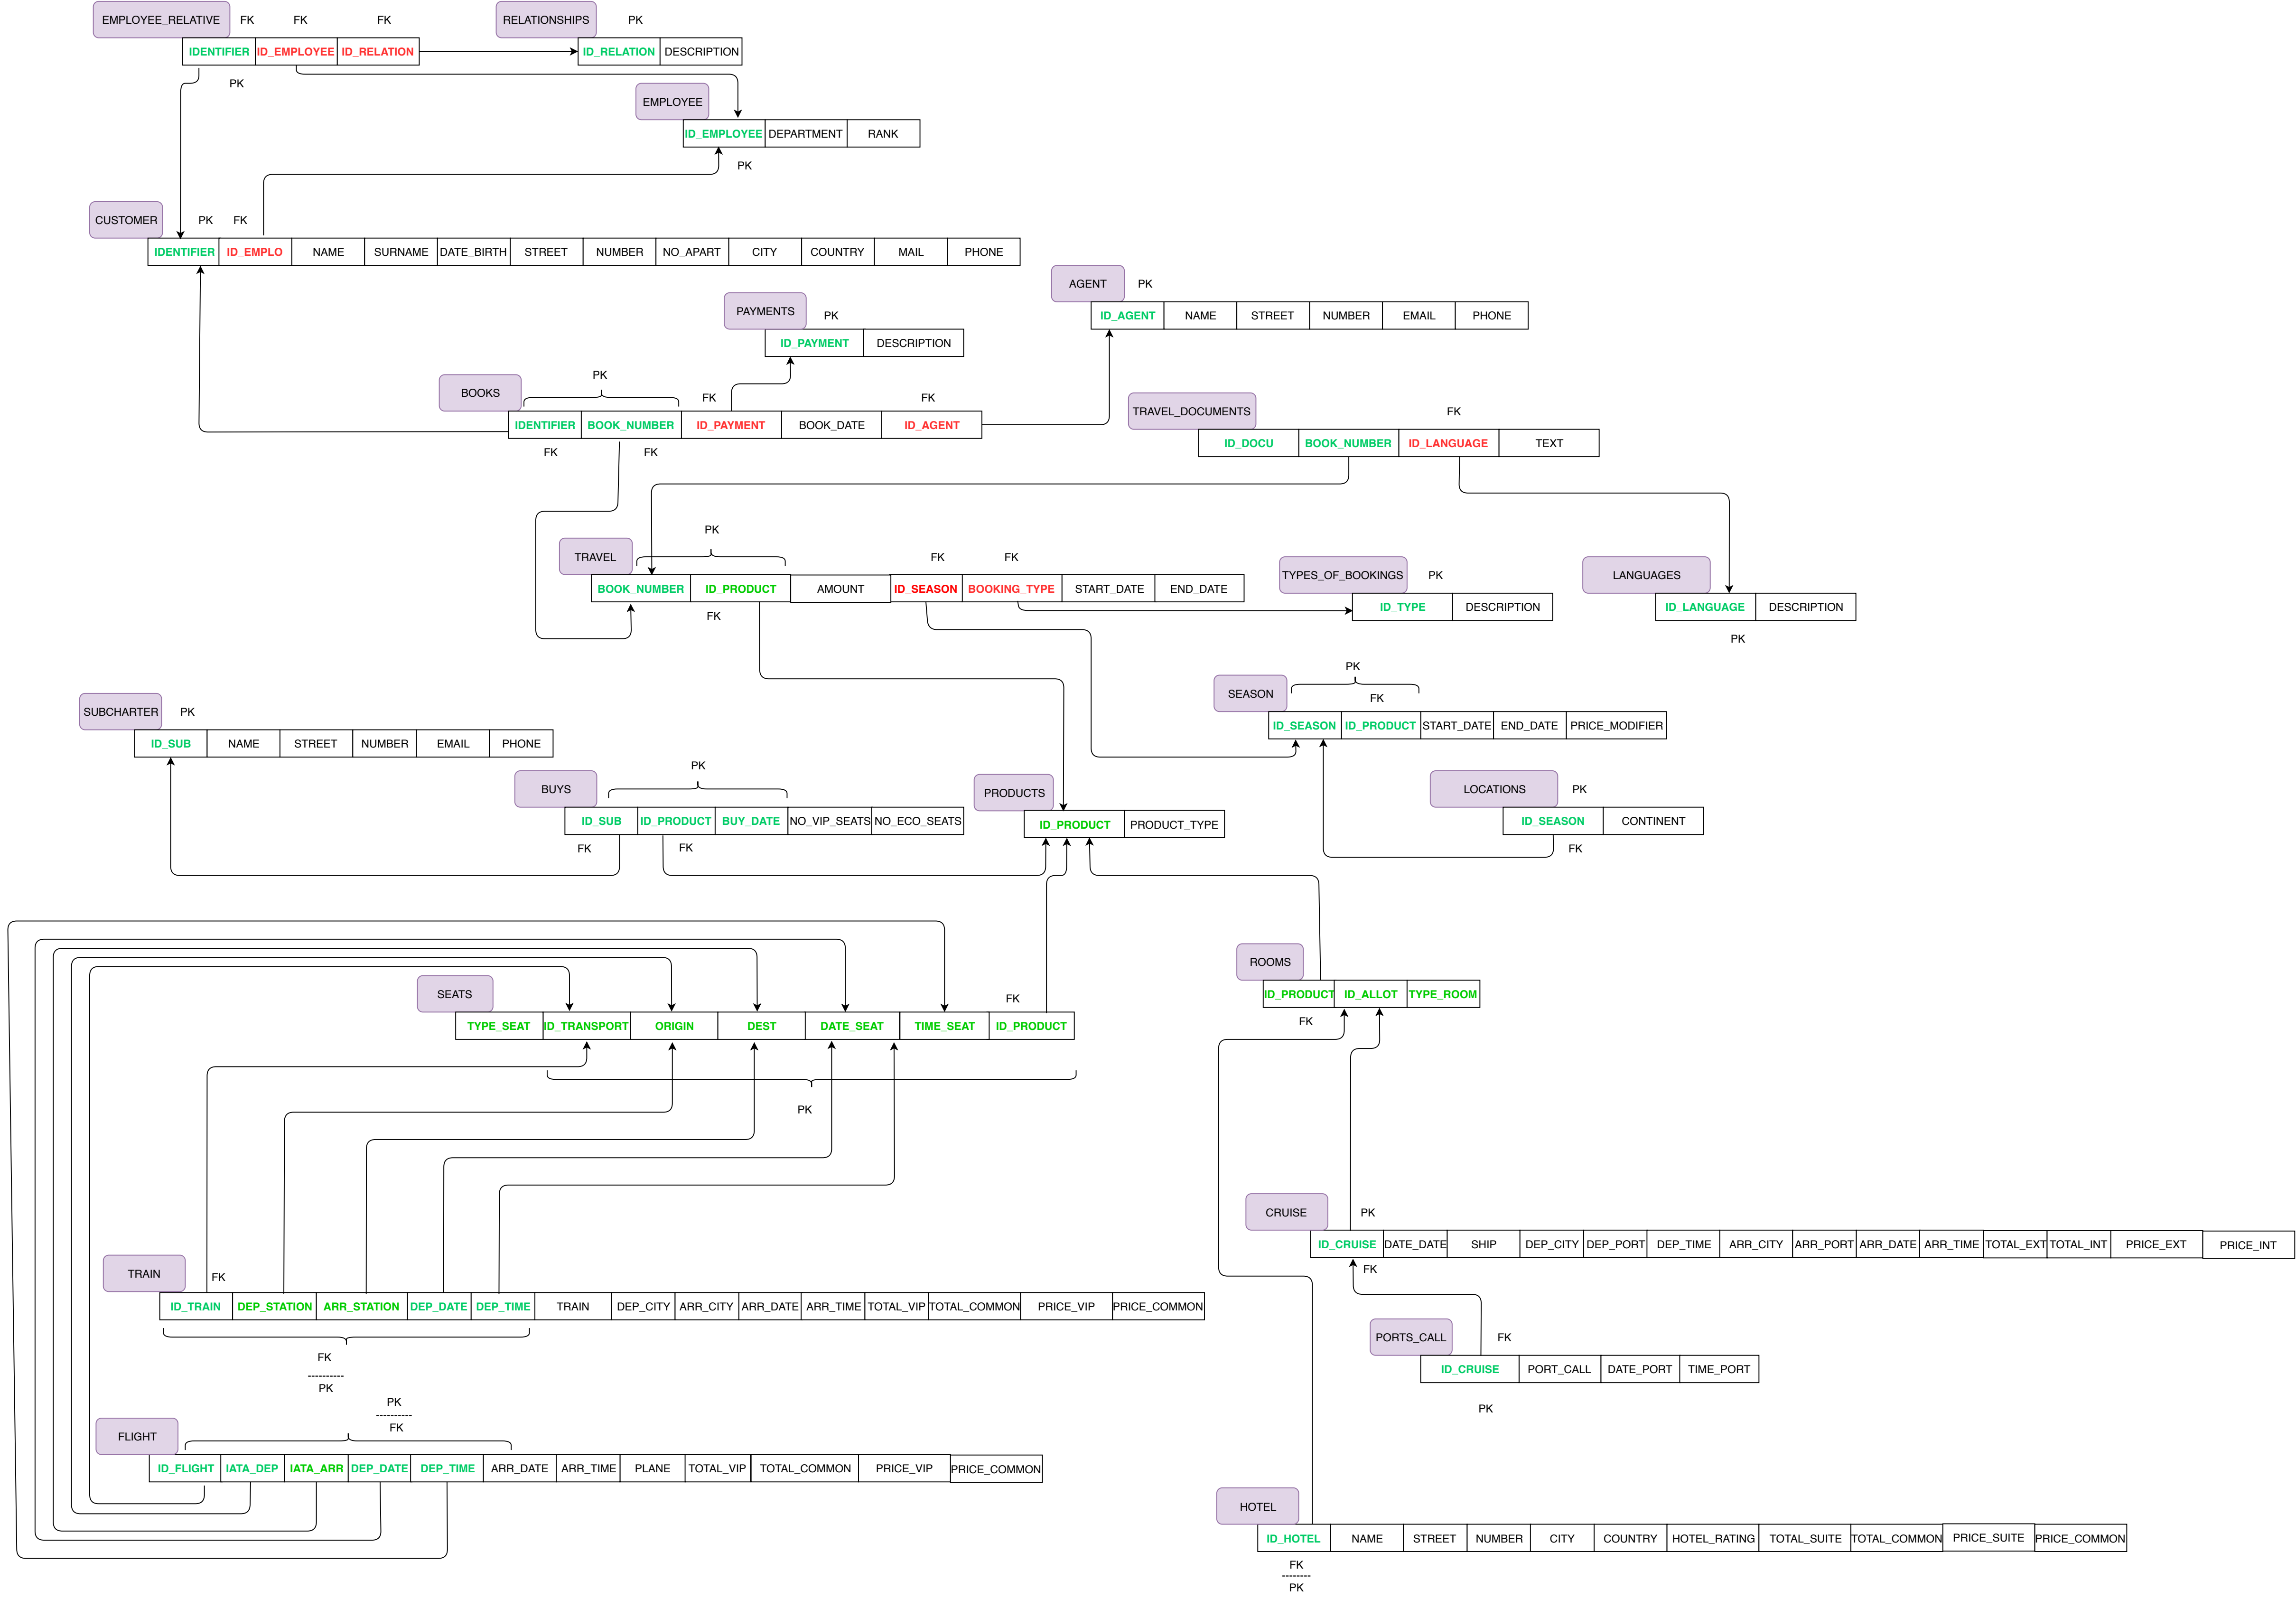 EMPLOYEE_RELATIVE FK FK FK
IDENTIFIER ID_EMPLOYEE ID_RELATION
PK
RELATIONSHIPS PK
ID_RELATION DESCRIPTION
EMPLOYEE
ID_EMPLOYEE DEPARTMENT RANK
PK
CUSTOMER PK FK
IDENTIFIER ID_EMPLO NAME SURNAME DATE_BIRTH STREET NUMBER NO_APART CITY COUNTRY MAIL PHONE
AGENT PK
ID_AGENT NAME STREET NUMBER EMAIL PHONE
PAYMENTS PK
ID_PAYMENT DESCRIPTION
PK
BOOKS FK FK
IDENTIFIER BOOK_NUMBER ID_PAYMENT BOOK_DATE ID_AGENT
FK FK
TRAVEL_DOCUMENTS FK
ID_DOCU BOOK_NUMBER ID_LANGUAGE TEXT
PK
TRAVEL FK FK
BOOK_NUMBER ID_PRODUCT AMOUNT ID_SEASON BOOKING_TYPE START_DATE END_DATE
FK
TYPES_OF_BOOKINGS PK
ID_TYPE DESCRIPTION
LANGUAGES
ID_LANGUAGE DESCRIPTION
PK
PK
SEASON FK
ID_SEASON ID_PRODUCT START_DATE END_DATE PRICE_MODIFIER
SUBCHARTER PK
ID_SUB NAME STREET NUMBER EMAIL PHONE
PK
BUYS
ID_SUB ID_PRODUCT BUY_DATE NO_VIP_SEATS NO_ECO_SEATS
FK FK
PRODUCTS
ID_PRODUCT PRODUCT_TYPE
LOCATIONS PK
ID_SEASON CONTINENT
FK
ROOMS
ID_PRODUCT ID_ALLOT TYPE_ROOM
FK
SEATS FK
TYPE_SEAT ID_TRANSPORT ORIGIN DEST DATE_SEAT TIME_SEAT ID_PRODUCT
PK
CRUISE PK
ID_CRUISE DATE_DATE SHIP DEP_CITY DEP_PORT DEP_TIME ARR_CITY ARR_PORT ARR_DATE ARR_TIME TOTAL_EXT TOTAL_INT PRICE_EXT PRICE_INT
FK
TRAIN FK
ID_TRAIN DEP_STATION ARR_STATION DEP_DATE DEP_TIME TRAIN DEP_CITY ARR_CITY ARR_DATE ARR_TIME TOTAL_VIP TOTAL_COMMON PRICE_VIP PRICE_COMMON
FK
----------
PK
PORTS_CALL FK
ID_CRUISE PORT_CALL DATE_PORT TIME_PORT
PK
PK
----------
FK
FLIGHT
ID_FLIGHT IATA_DEP IATA_ARR DEP_DATE DEP_TIME ARR_DATE ARR_TIME PLANE TOTAL_VIP TOTAL_COMMON PRICE_VIP PRICE_COMMON
HOTEL
ID_HOTEL NAME STREET NUMBER CITY COUNTRY HOTEL_RATING TOTAL_SUITE TOTAL_COMMON PRICE_SUITE PRICE_COMMON
FK
--------
PK